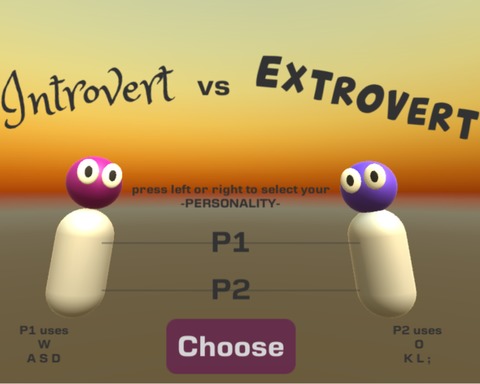 Introvert vs EXTROVERT
press left or right to select your
-PERSONALITY-
P1
P2
P1 uses
W
A S D
Choose
P2 uses
O
K L ;